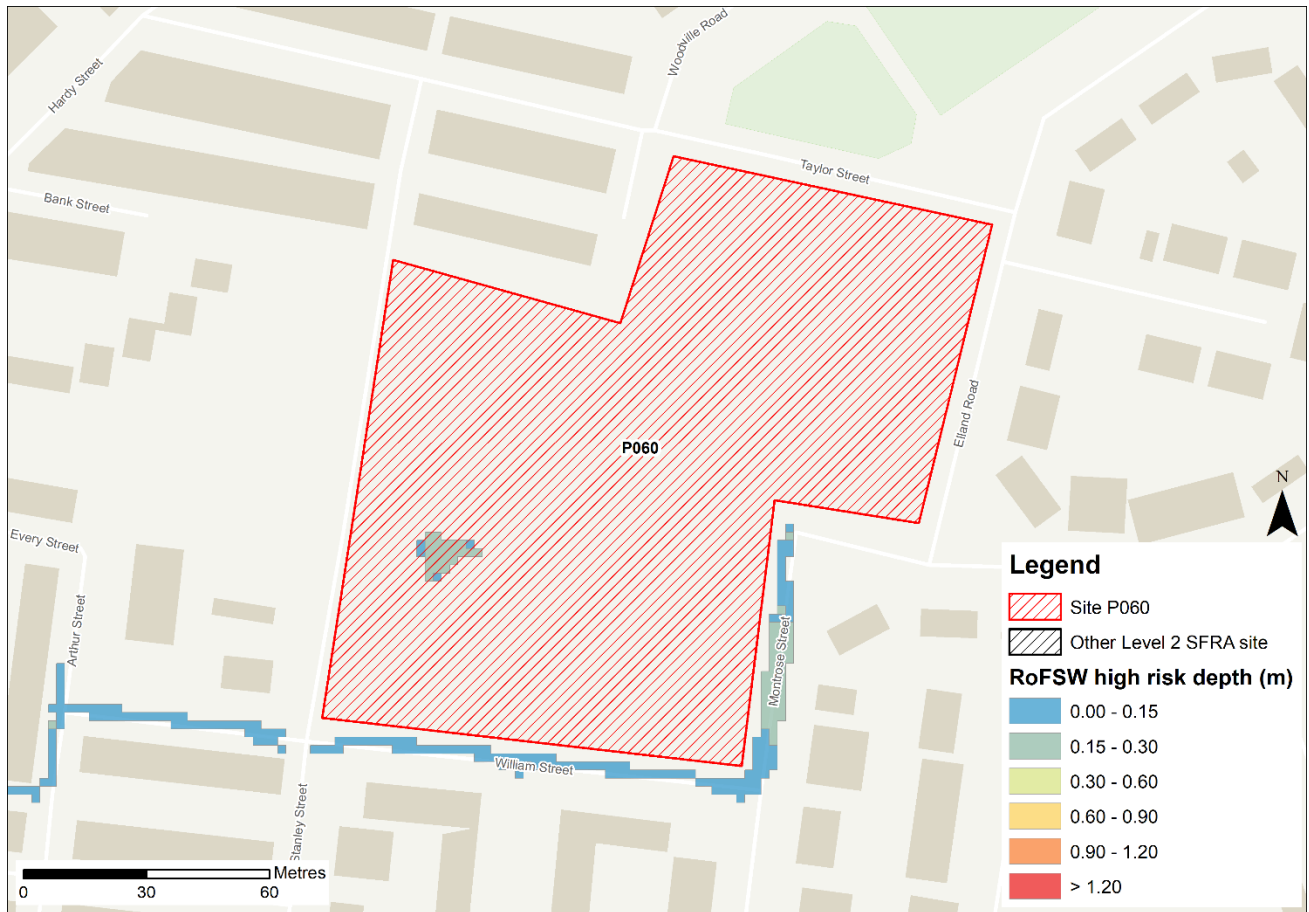 Woodville Road
Hardy Street
Taylor Street
Bank Street
P060
Elland Road
N
Every Street
Arthur Street
Montrose Street
William Street
Stanley Street
Metres
0 30 60
Legend
Site P060
Other Level 2 SFRA site
RoFSW high risk depth (m)
0.00 - 0.15
0.15 - 0.30
0.30 - 0.60
0.60 - 0.90
0.90 - 1.20
> 1.20